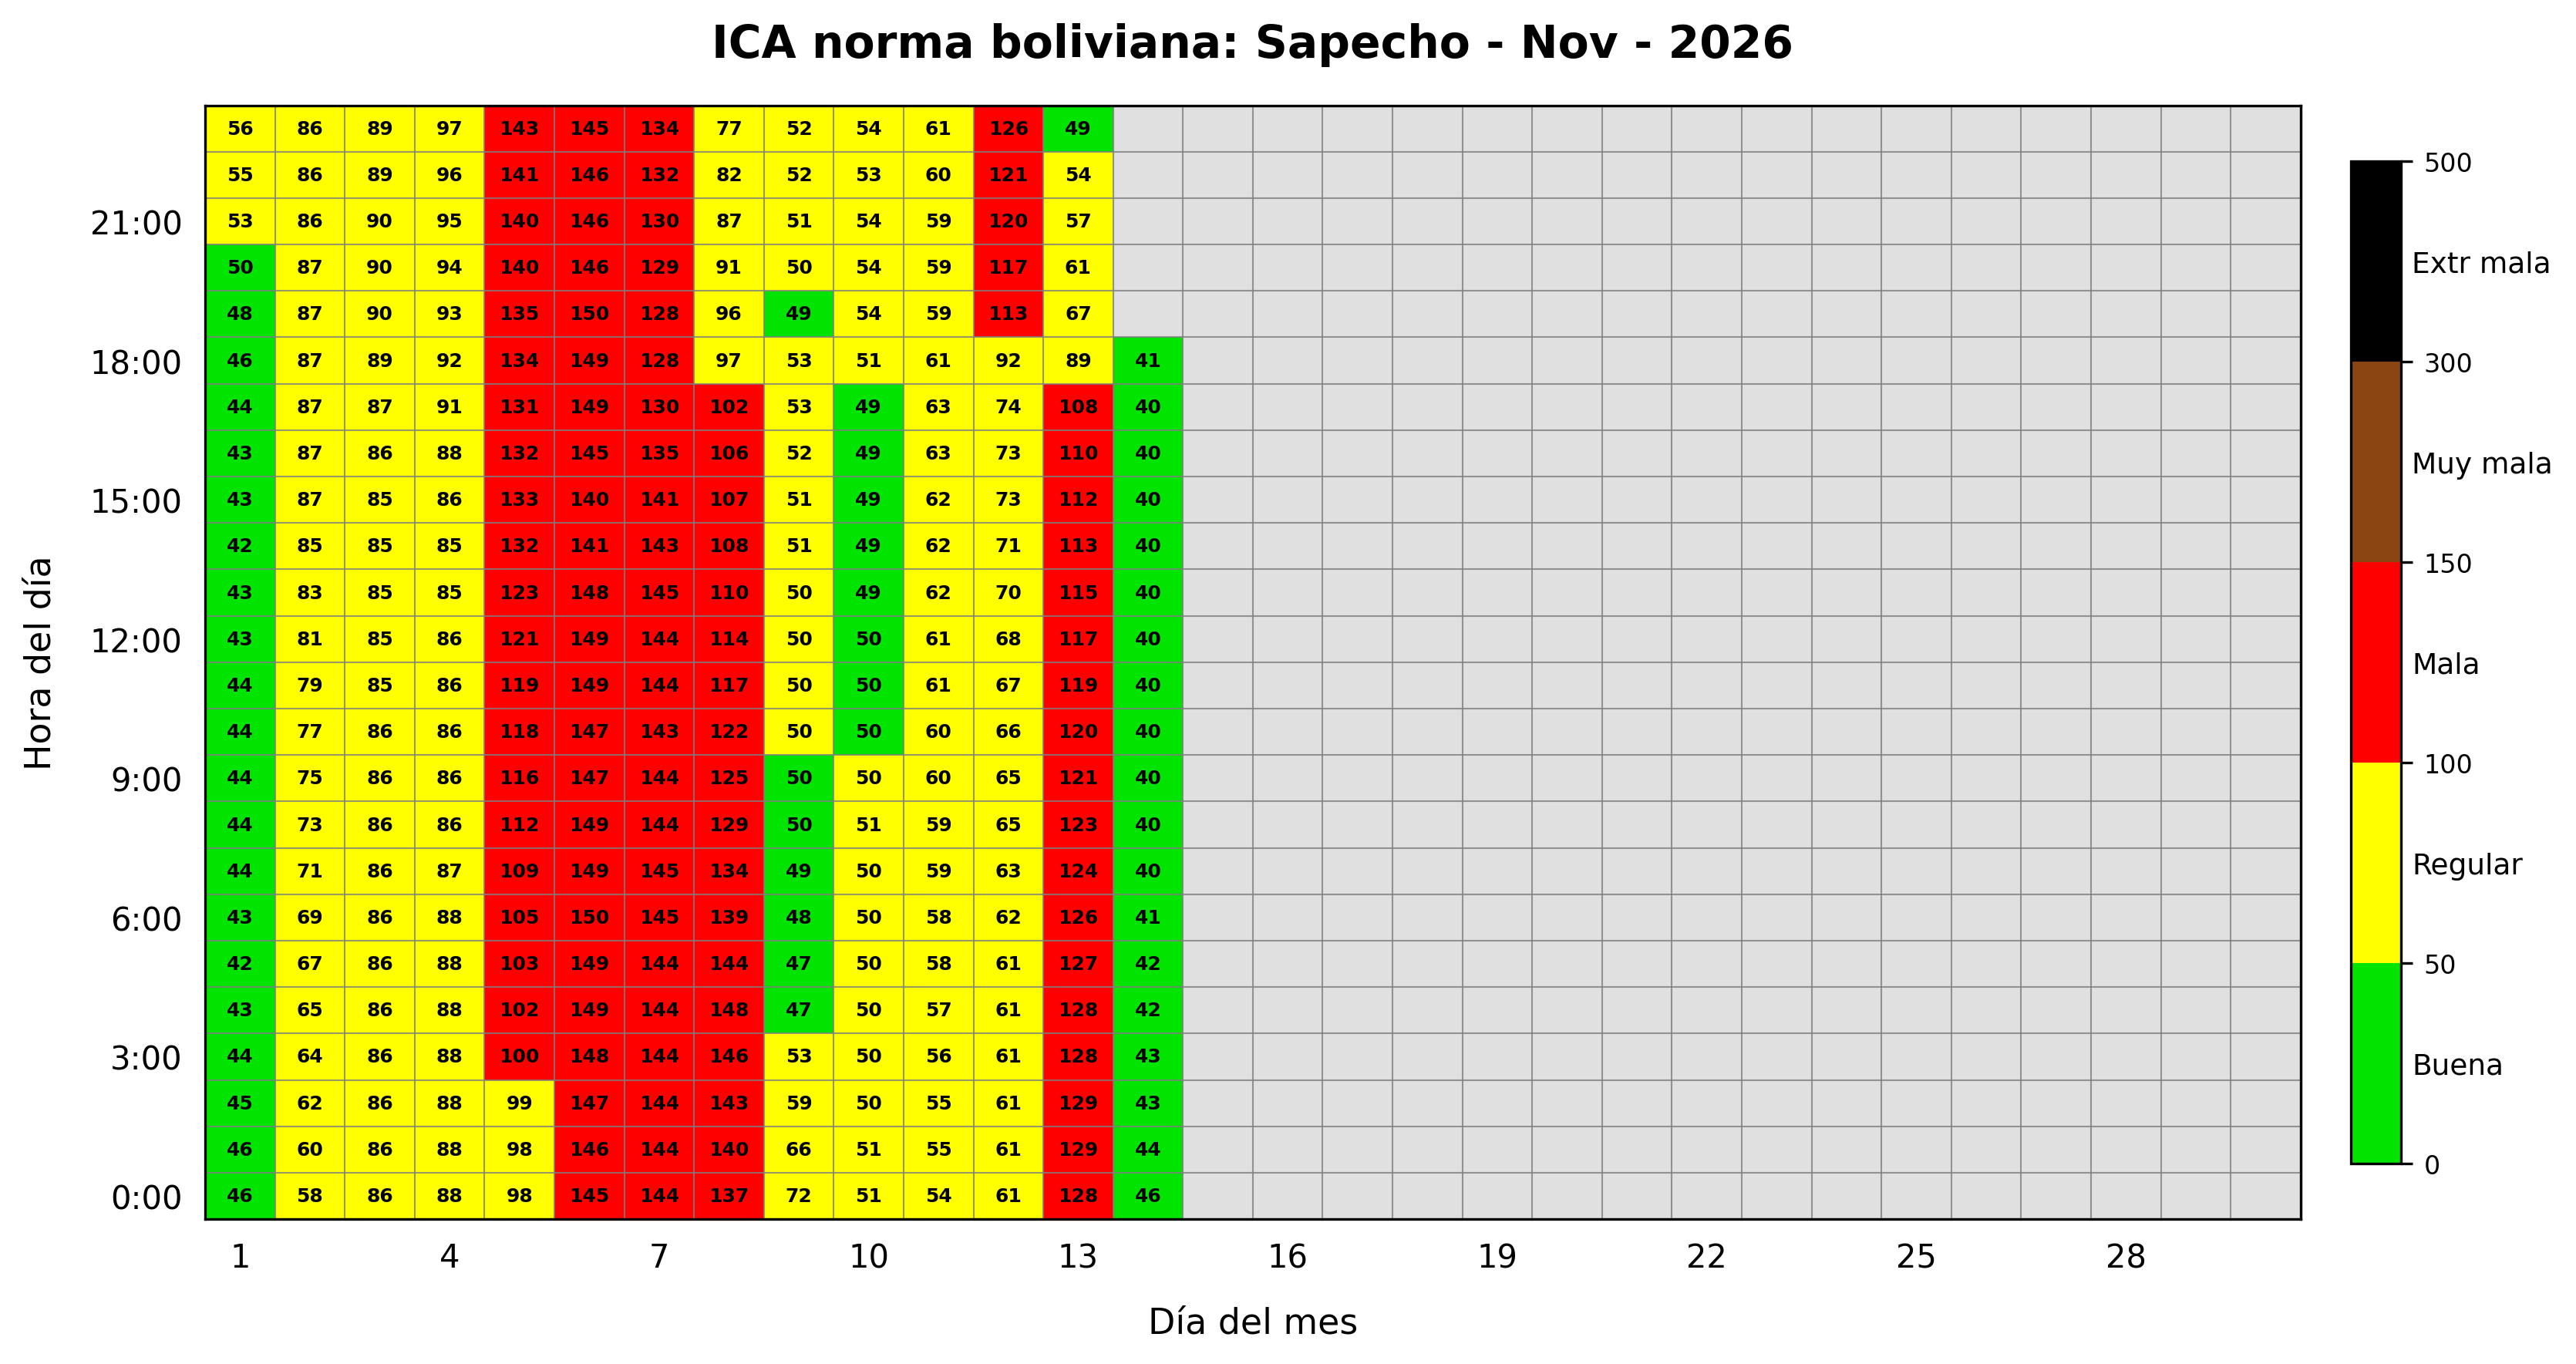 ICA norma boliviana: Sapecho - Nov - 2026
56 86 89 97 143 145 134 77 52 54 61 126 49
55 86 89 96 141 146 132 82 52 53 60 121 54
21:00 53 86 90 95 140 146 130 87 51 54 59 120 57
50 87 90 94 140 146 129 91 50 54 59 117 61
48 87 90 93 135 150 128 96 49 54 59 113 67
18:00 46 87 89 92 134 149 128 97 53 51 61 92 89 41
44 87 87 91 131 149 130 102 53 49 63 74 108 40
43 87 86 88 132 145 135 106 52 49 63 73 110 40
15:00 43 87 85 86 133 140 141 107 51 49 62 73 112 40
42 85 85 85 132 141 143 108 51 49 62 71 113 40
43 83 85 85 123 148 145 110 50 49 62 70 115 40
12:00 43 81 85 86 121 149 144 114 50 50 61 68 117 40
44 79 85 86 119 149 144 117 50 50 61 67 119 40
44 77 86 86 118 147 143 122 50 50 60 66 120 40
9:00 44 75 86 86 116 147 144 125 50 50 60 65 121 40
44 73 86 86 112 149 144 129 50 51 59 65 123 40
44 71 86 87 109 149 145 134 49 50 59 63 124 40
6:00 43 69 86 88 105 150 145 139 48 50 58 62 126 41
42 67 86 88 103 149 144 144 47 50 58 61 127 42
43 65 86 88 102 149 144 148 47 50 57 61 128 42
3:00 44 64 86 88 100 148 144 146 53 50 56 61 128 43
45 62 86 88 99 147 144 143 59 50 55 61 129 43
46 60 86 88 98 146 144 140 66 51 55 61 129 44
0:00 46 58 86 88 98 145 144 137 72 51 54 61 128 46
1 4 7 10 13 16 19 22 25 28
Día del mes
Hora del día
500
Extr mala
300
Muy mala
150
Mala
100
Regular
50
Buena
0